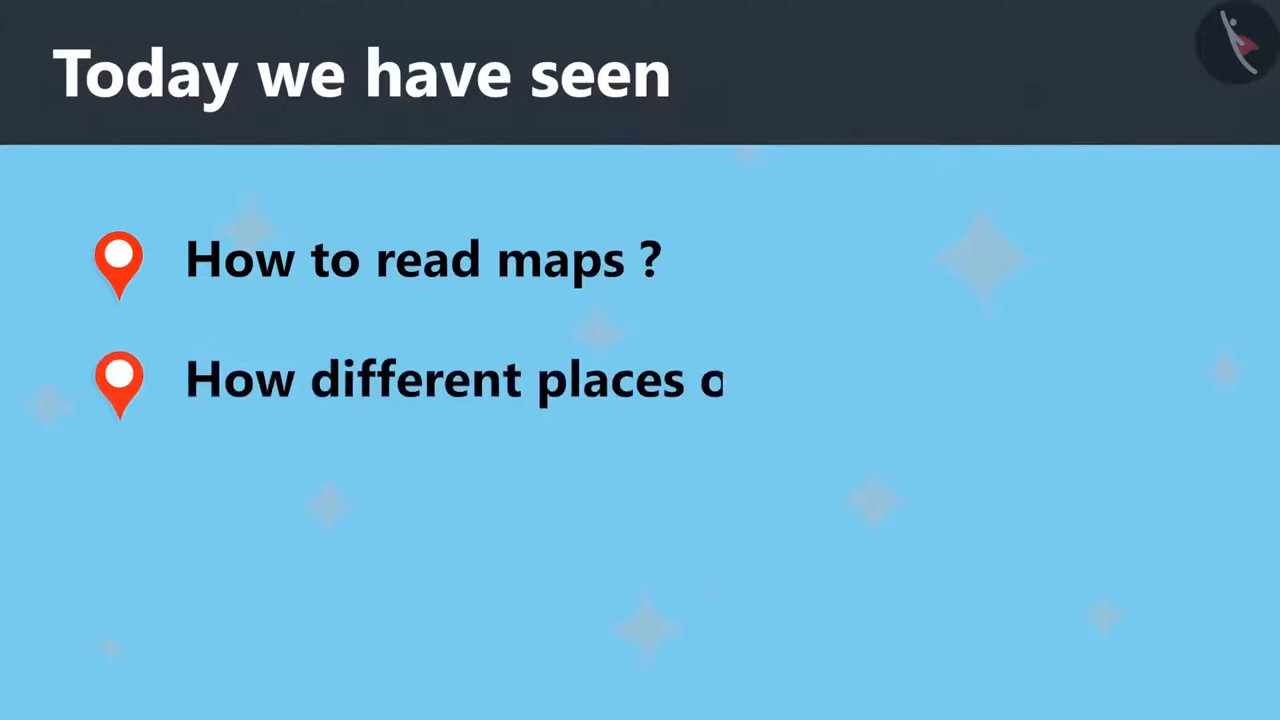 Today we have seen
How to read maps ?
How different places